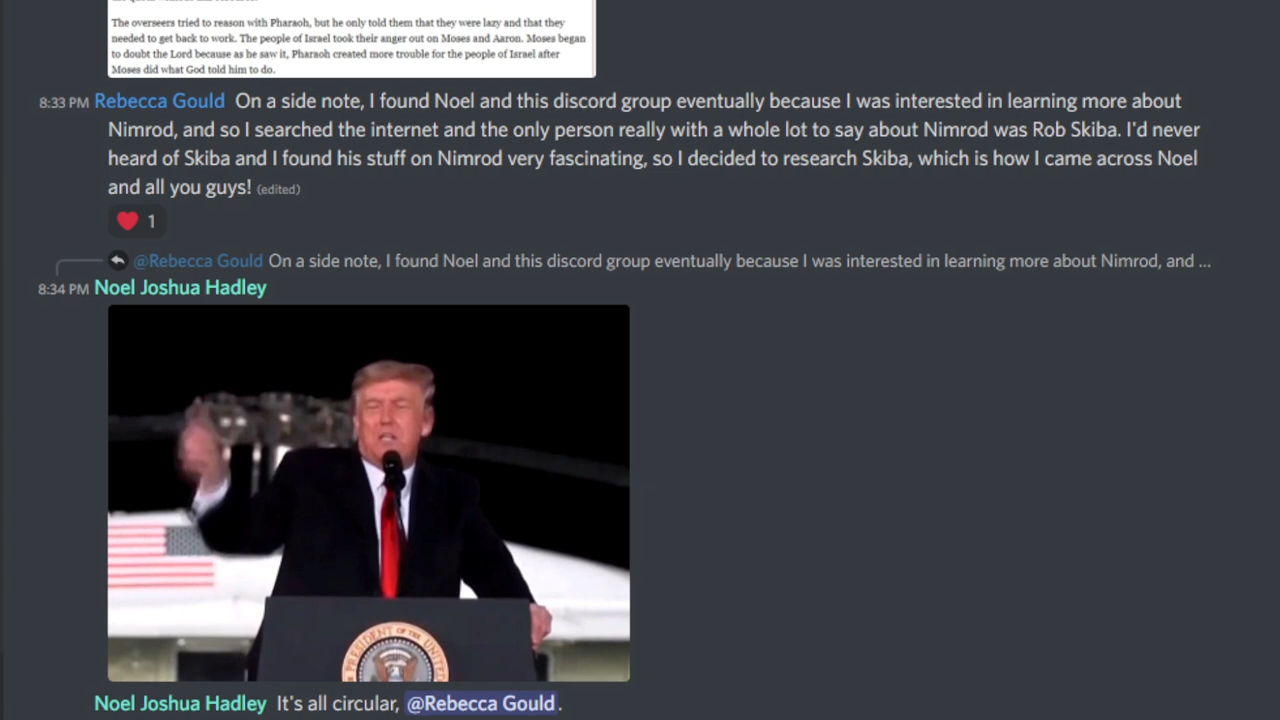 The overseers tried to reason with Pharaoh, but he only told them that they were lazy and that they
needed to get back to work. The people of Israel took their anger out on Moses and Aaron. Moses began
to doubt the Lord because as he saw it, Pharaoh created more trouble for the people of Israel after
Moses did what God told him to do.
8:33 PM Rebecca Gould On a side note, I found Noel and this discord group eventually because I was interested in learning more about
Nimrod, and so I searched the internet and the only person really with a whole lot to say about Nimrod was Rob Skiba. I'd never
heard of Skiba and I found his stuff on Nimrod very fascinating, so I decided to research Skiba, which is how I came across Noel
and all you guys! (edited)
1
@Rebecca Gould On a side note, I found Noel and this discord group eventually because I was interested in learning more about Nimrod, and ...
8:34 PM Noel Joshua Hadley
PRESIDENT OF THE UNITED
Noel Joshua Hadley It's all circular, @Rebecca Gould.